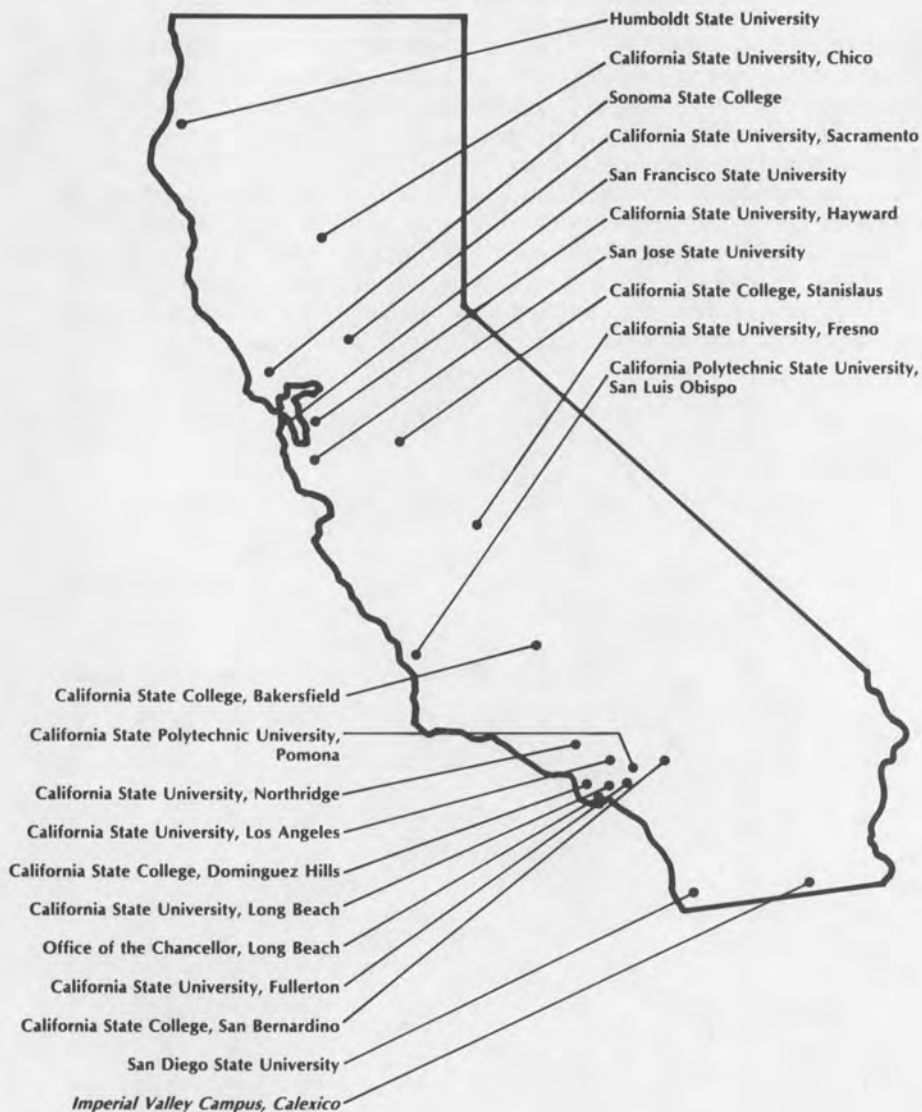 Humboldt State University
California State University, Chico
Sonoma State College
California State University, Sacramento
San Francisco State University
California State University, Hayward
San Jose State University
California State College, Stanislaus
California State University, Fresno
California Polytechnic State University,
San Luis Obispo
California State College, Bakersfield
California State Polytechnic University,
Pomona
California State University, Northridge
California State University, Los Angeles
California State College, Dominguez Hills
California State University, Long Beach
Office of the Chancellor, Long Beach
California State University, Fullerton
California State College, San Bernardino
San Diego State University
Imperial Valley Campus, Calexico